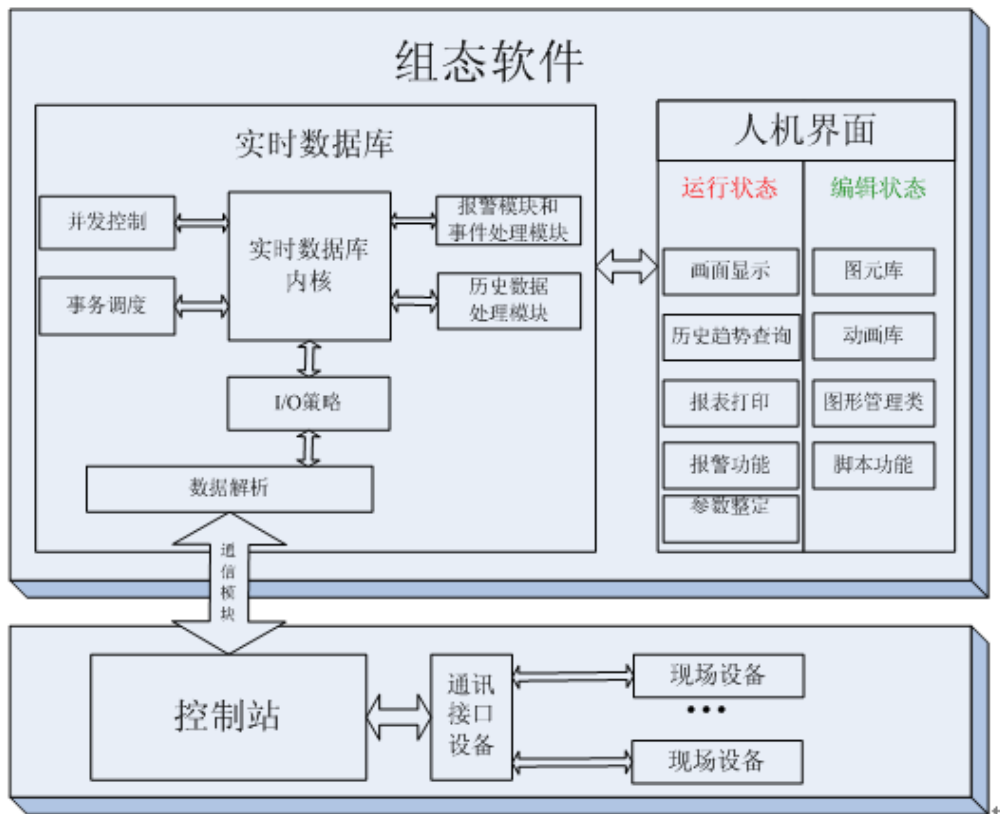 组态软件
实时数据库
并发控制
事务调度
实时数据库
内核
报警模块和
事件处理模块
历史数据
处理模块
I/O策略
数据解析
人机界面
运行状态
编辑状态
画面显示
图元库
历史趋势查询
动画库
报表打印
图形管理类
报警功能
脚本功能
参数整定
通
信
模
块
控制站
通讯
接口
设备
现场设备
•••
现场设备